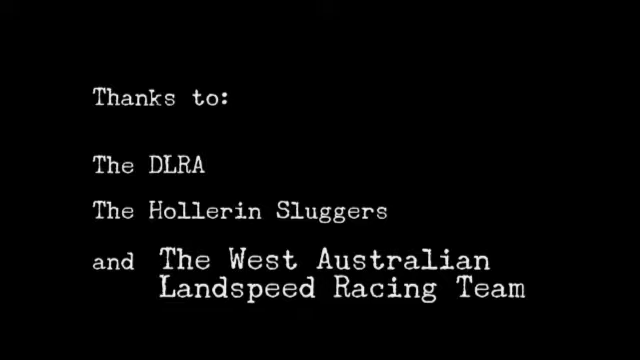 Thanks to:
The DLRA
The Hollerin Sluggers
and The West Australian
Landspeed Racing Team